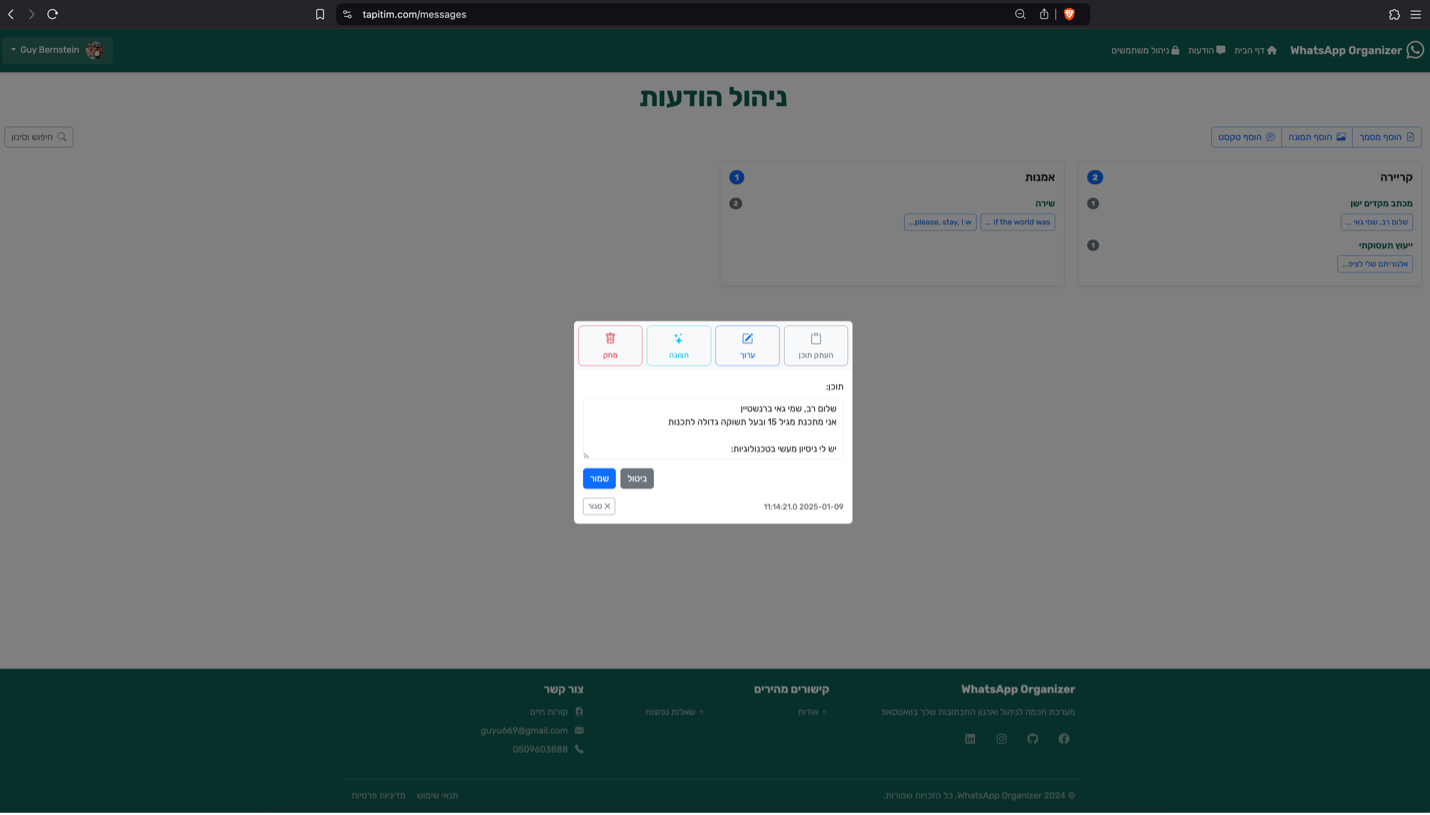 tapitim.com/messages
WhatsApp Organizer
דף הבית
הודעות
ניהול משתמשים
Guy Bernstein
ניהול הודעות
הוסף מסמך
הוסף תמונה
הוסף טקסט
חיפוש וסינון
קריירה
2
מכתב מקדים ישן
1
שלום רב, שמי גאי ...
ייעוץ תעסוקתי
1
אלגוריתם שלי לציפ...
אמנות
1
שירה
2
... if the world was
...please, stay, I w
העתק תוכן
ערוך
תצוגה
מחק
תוכן:
שלום רב, שמי גאי ברנשטיין
אני מתכנת מגיל 15 ובעל תשוקה גדולה לתכנות
יש לי ניסיון מעשי בטכנולוגיות:
ביטול
שמור
11:14:21.0 2025-01-09
סגור
WhatsApp Organizer
מערכת חכמה לניהול וארגון התכתובות שלך בוואטסאפ
קישורים מהירים
אודות
שאלות נפוצות
צור קשר
קורות חיים
guyu669@gmail.com
0509603888
© 2024 WhatsApp Organizer. כל הזכויות שמורות.
תנאי שימוש
מדיניות פרטיות